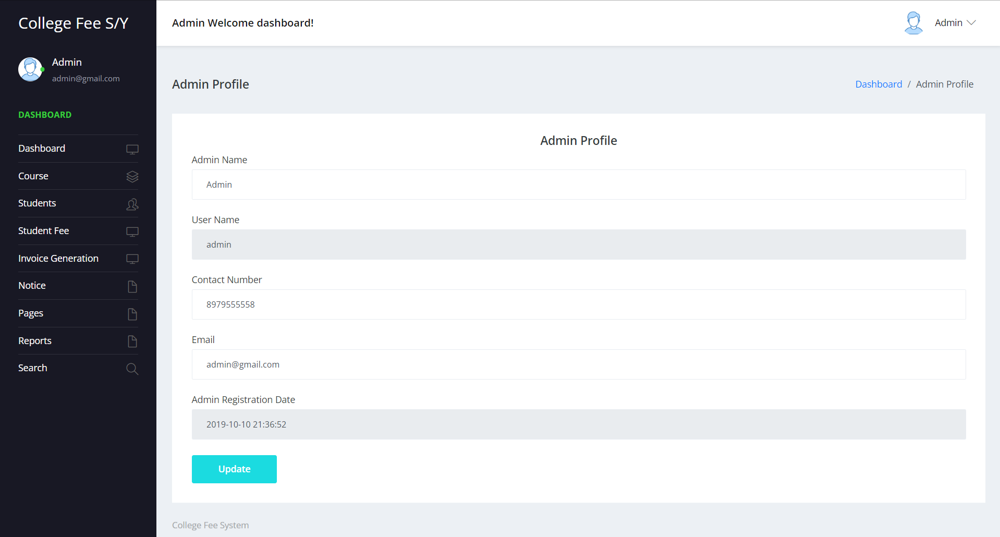 College Fee S/Y
Admin
admin@gmail.com
DASHBOARD
Dashboard
Course
Students
Student Fee
Invoice Generation
Notice
Pages
Reports
Search
Admin Welcome dashboard!
Admin
Admin Profile
Dashboard / Admin Profile
Admin Profile
Admin Name
Admin
User Name
admin
Contact Number
8979555558
Email
admin@gmail.com
Admin Registration Date
2019-10-10 21:36:52
Update
College Fee System